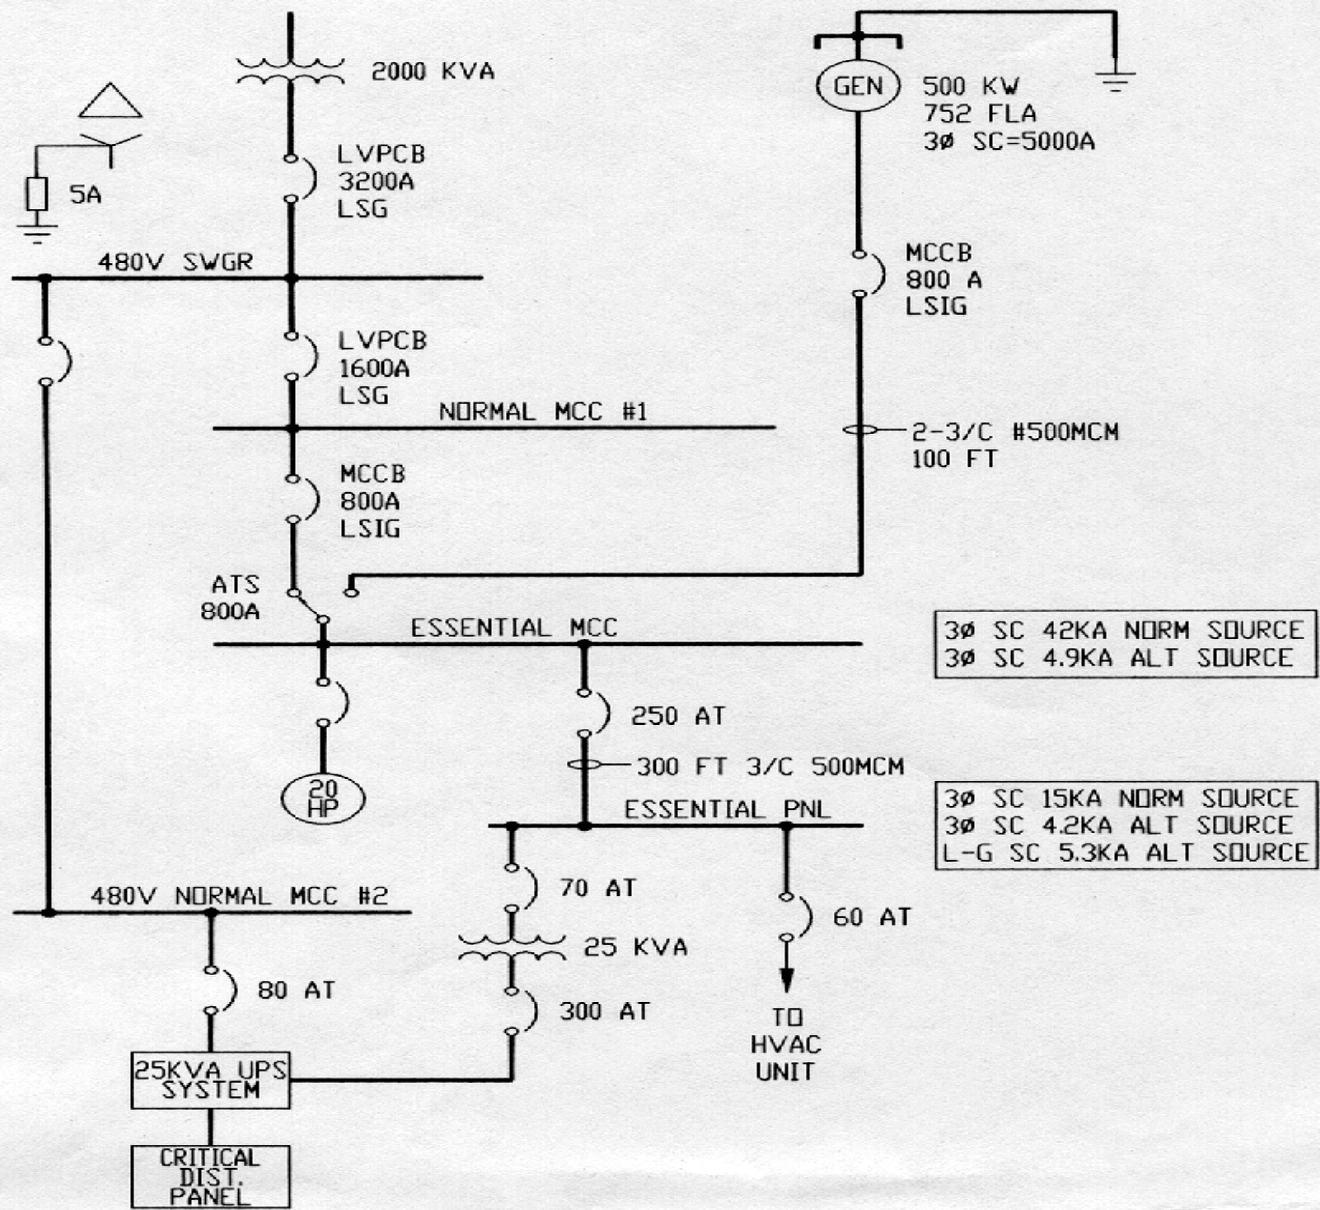 2000 KVA
GEN
500 KW
752 FLA
3ø SC=5000A
LVPCB
3200A
LSG
5A
480V SWGR
MCCB
800 A
LSIG
LVPCB
1600A
LSG
NORMAL MCC #1
2-3/C #500MCM
100 FT
MCCB
800A
LSIG
ATS
800A
ESSENTIAL MCC
3ø SC 42KA NORM SOURCE
3ø SC 4.9KA ALT SOURCE
250 AT
300 FT 3/C 500MCM
20
HP
ESSENTIAL PNL
3ø SC 15KA NORM SOURCE
3ø SC 4.2KA ALT SOURCE
L-G SC 5.3KA ALT SOURCE
480V NORMAL MCC #2
70 AT
60 AT
25 KVA
80 AT
300 AT
TO
HVAC
UNIT
25KVA UPS
SYSTEM
CRITICAL
DIST.
PANEL